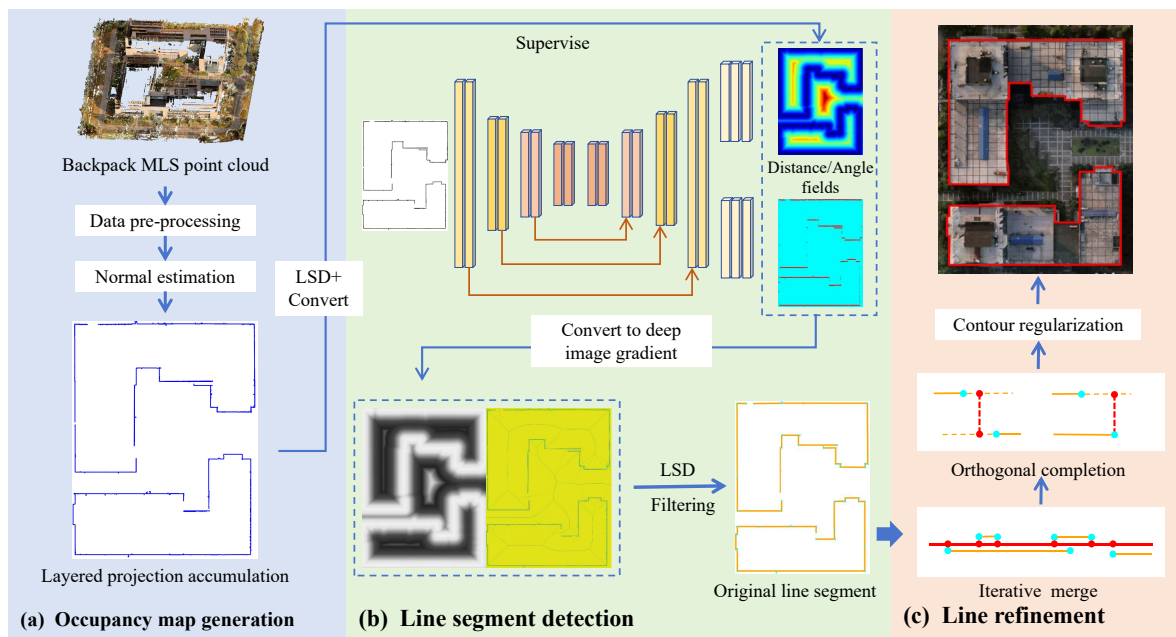 Backpack MLS point cloud
Data pre-processing
Normal estimation
Layered projection accumulation
(a) Occupancy map generation
LSD+
Convert
Supervise
Distance/Angle
fields
Convert to deep
image gradient
LSD
Filtering
Original line segment
(b) Line segment detection
Contour regularization
Orthogonal completion
Iterative merge
(c) Line refinement